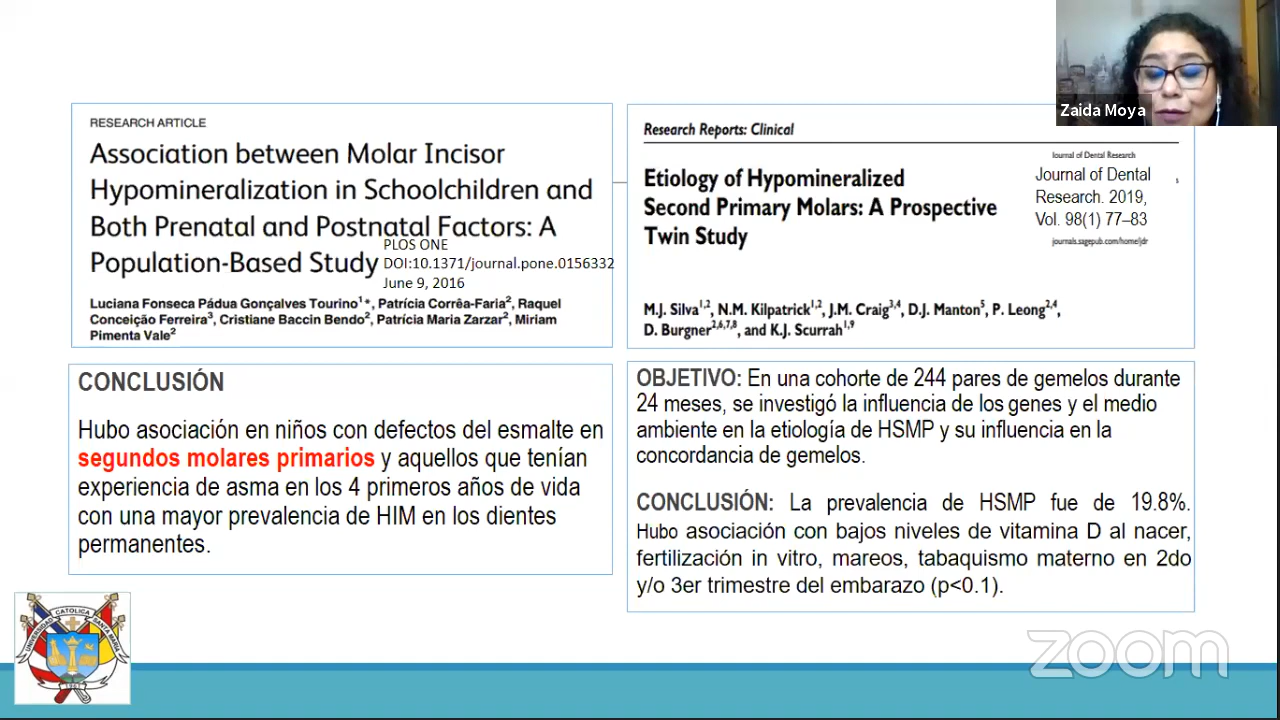 Zaida Moya
RESEARCH ARTICLE
Association between Molar Incisor
Hypomineralization in Schoolchildren and
Both Prenatal and Postnatal Factors: A
Population-Based Study
PLOS ONE
DOI:10.1371/journal.pone.0156332
June 9, 2016
Luciana Fonseca Pádua Gonçalves Tourino1*, Patrícia Corrêa-Faria2, Raquel
Conceição Ferreira3, Cristiane Baccin Bendo2, Patrícia Maria Zarzar2, Miriam
Pimenta Vale2
CONCLUSIÓN
Hubo asociación en niños con defectos del esmalte en
segundos molares primarios y aquellos que tenían
experiencia de asma en los 4 primeros años de vida
con una mayor prevalencia de HIM en los dientes
permanentes.
Research Reports: Clinical
Etiology of Hypomineralized
Second Primary Molars: A Prospective
Twin Study
Journal of Dental Research
Journal of Dental
Research. 2019,
Vol. 98(1) 77–83
journals.sagepub.com/home/jdr
M.J. Silva1,2, N.M. Kilpatrick1,2, J.M. Craig3,4, D.J. Manton5, P. Leong2,4,
D. Burgner2,6,7,8, and K.J. Scurrah1,9
OBJETIVO: En una cohorte de 244 pares de gemelos durante
24 meses, se investigó la influencia de los genes y el medio
ambiente en la etiología de HSMP y su influencia en la
concordancia de gemelos.
CONCLUSIÓN: La prevalencia de HSMP fue de 19.8%.
Hubo asociación con bajos niveles de vitamina D al nacer,
fertilización in vitro, mareos, tabaquismo materno en 2do
y/o 3er trimestre del embarazo (p<0.1).
UNIVERSIDAD CATOLICA SANTA MARIA
1961
zoom